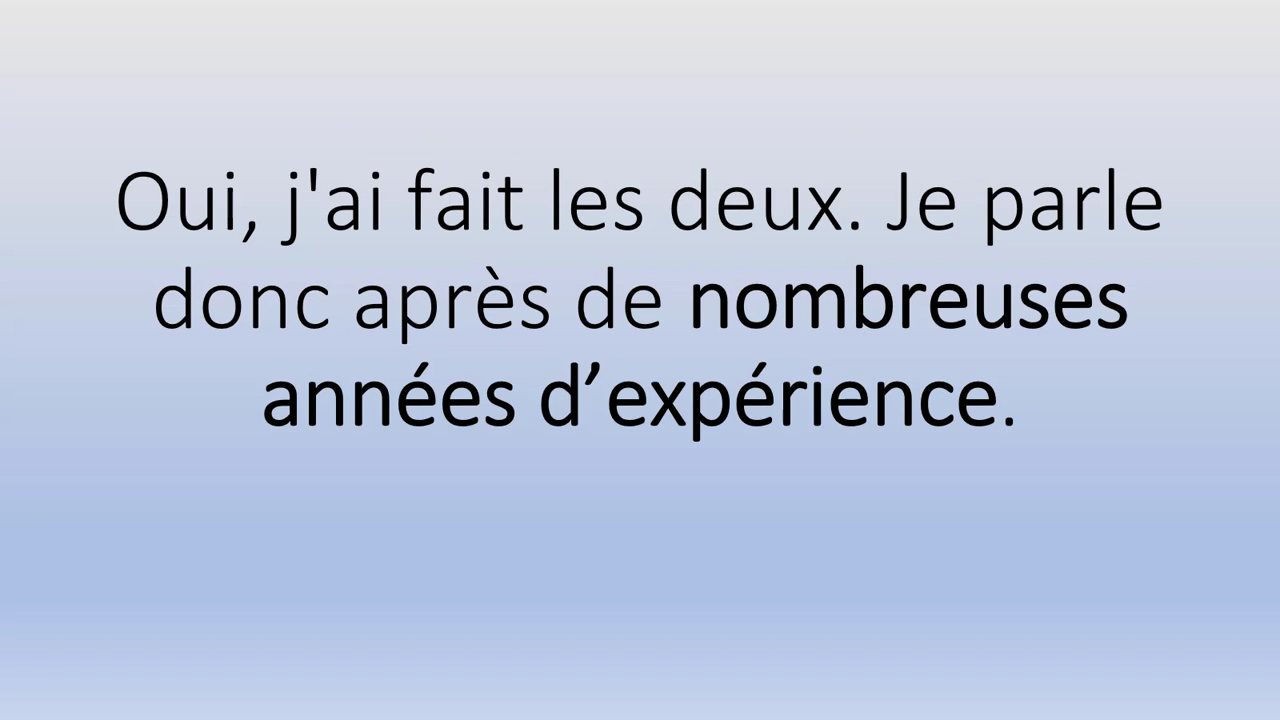 Oui, j'ai fait les deux. Je parle
donc après de nombreuses
années d’expérience.